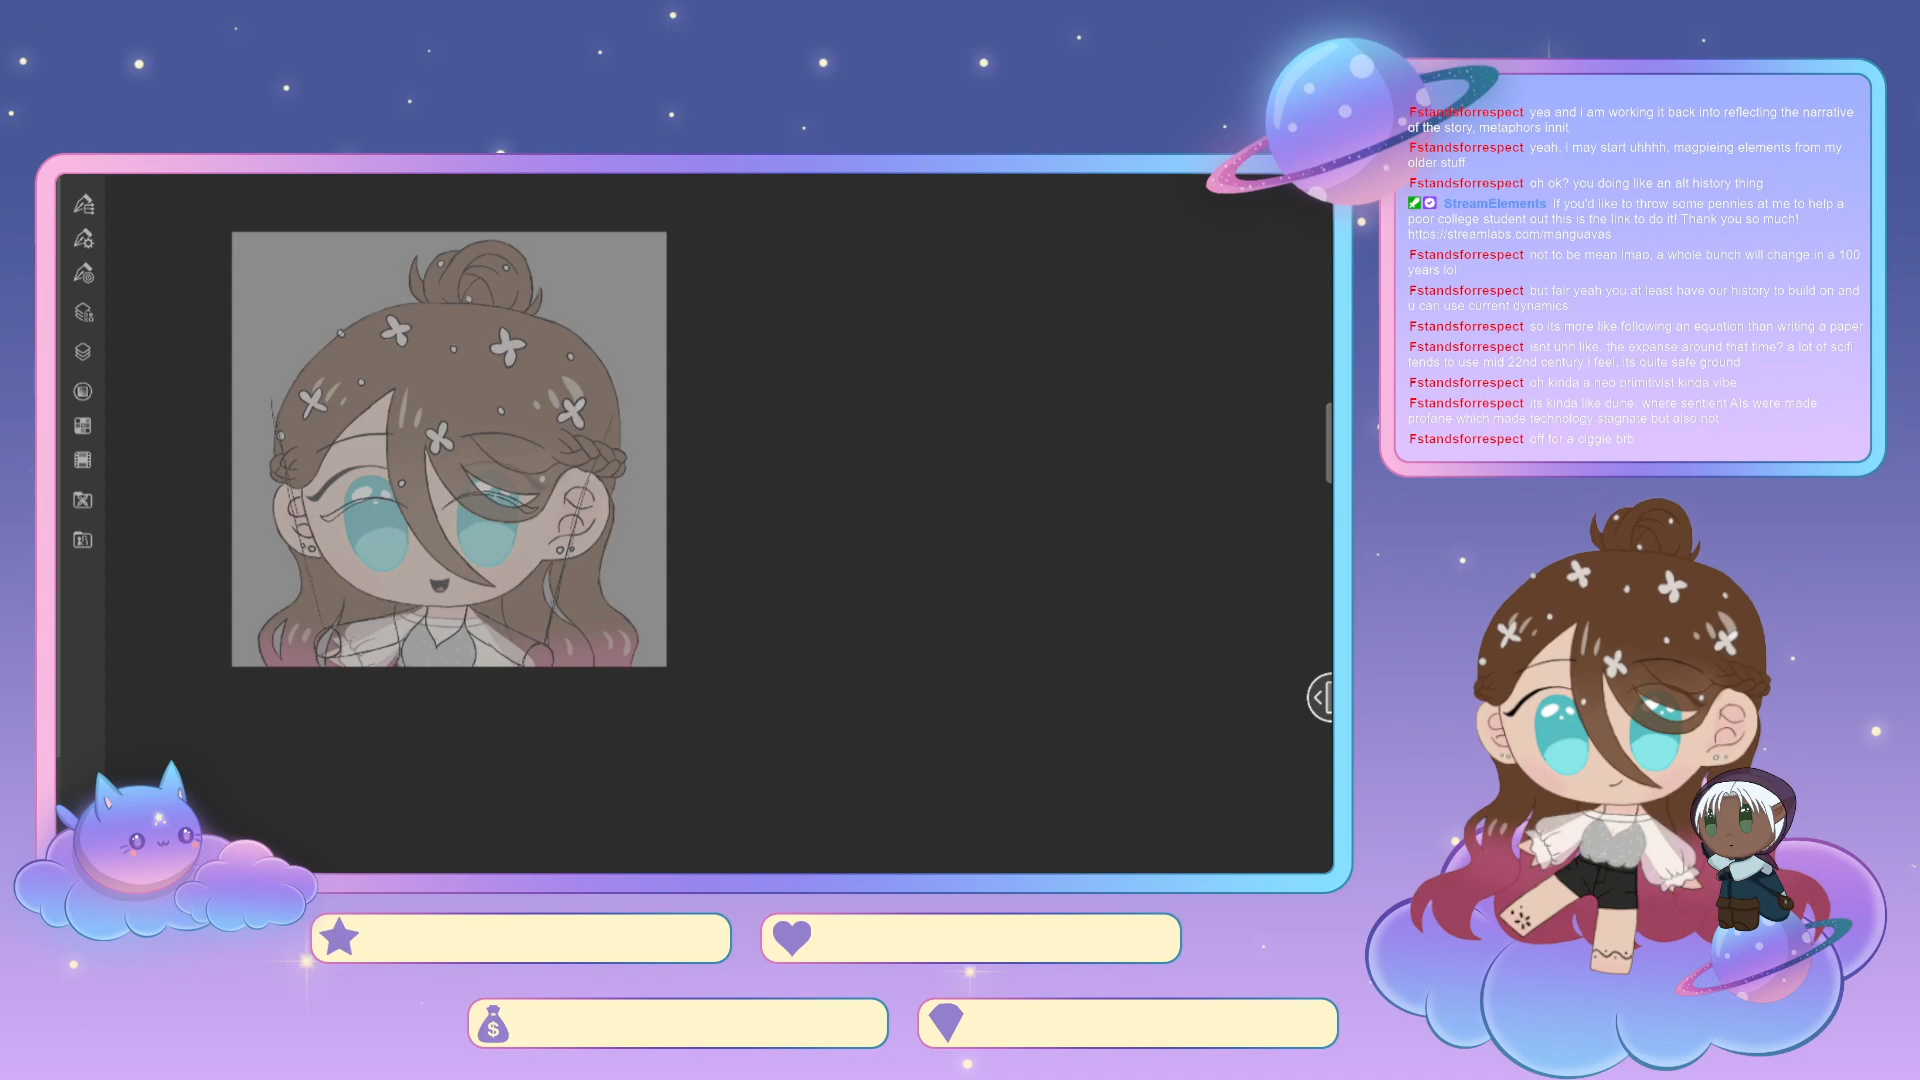 Fstandsforrespect yea and i am working it back into reflecting the narrative
of the story, metaphors innit
Fstandsforrespect yeah, i may start uhhhh, magpieing elements from my
older stuff
Fstandsforrespect oh ok? you doing like an alt history thing
StreamElements If you'd like to throw some pennies at me to help a
poor college student out this is the link to do it! Thank you so much!
https://streamlabs.com/manguavas
Fstandsforrespect not to be mean lmao, a whole bunch will change in a 100
years lol
Fstandsforrespect but fair yeah you at least have our history to build on and
u can use current dynamics
Fstandsforrespect so its more like following an equation than writing a paper
Fstandsforrespect isnt uhn like, the expanse around that time? a lot of scifi
tends to use mid 22nd century i feel, its quite safe ground
Fstandsforrespect oh kinda a neo primitivist kinda vibe
Fstandsforrespect its kinda like dune, where sentient AIs were made
profane which made technology stagnate but also not
Fstandsforrespect off for a ciggie brb
$